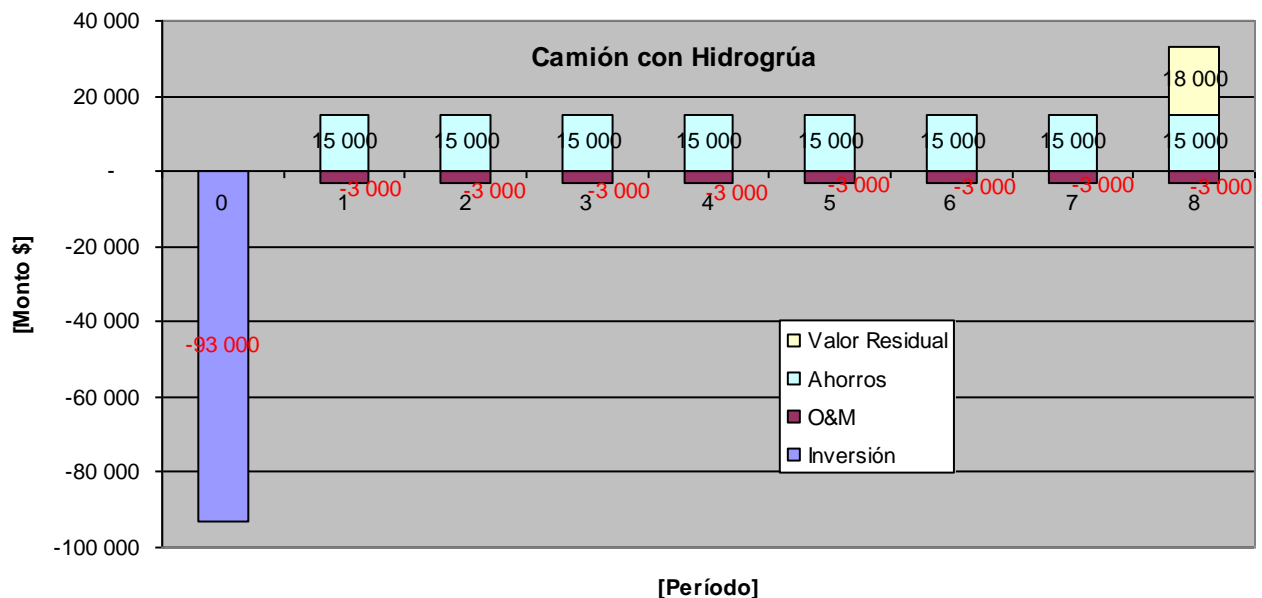 Camión con Hidrogrúa
40 000
20 000
-
-20 000
-40 000
-60 000
-80 000
-100 000
[Monto $]
18 000
15 000 15 000 15 000 15 000 15 000 15 000 15 000 15 000
-3 000 -3 000 -3 000 -3 000 -3 000 -3 000 -3 000 -3 000
0 1 2 3 4 5 6 7 8
-93 000
Valor Residual
Ahorros
O&M
Inversión
[Período]